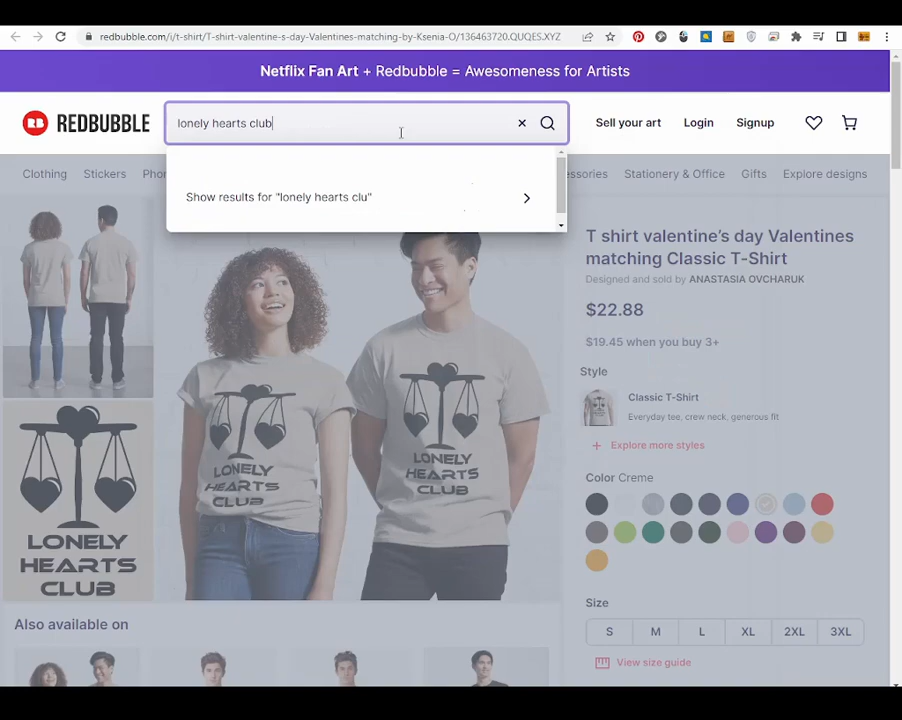 redbubble.com/i/t-shirt/T-shirt-valentine-s-day-Valentines-matching-by-Ksenia-O/136463720.QUQES.XYZ
Netflix Fan Art + Redbubble = Awesomeness for Artists
REDBUBBLE
lonely hearts club
Sell your art
Login
Signup
Clothing
Stickers
Stationery & Office
Gifts
Explore designs
Show results for "lonely hearts clu"
T shirt valentine's day Valentines
matching Classic T-Shirt
Designed and sold by ANASTASIA OVCHARUK
$22.88
$19.45 when you buy 3+
Style
Classic T-Shirt
Everyday tee, crew neck, generous fit
+ Explore more styles
Color Creme
LONELY
HEARTS
CLUB
LONELY
HEARTS
CLUB
LONELY
HEARTS
CLUB
Size
S M L XL 2XL 3XL
View size guide
Also available on